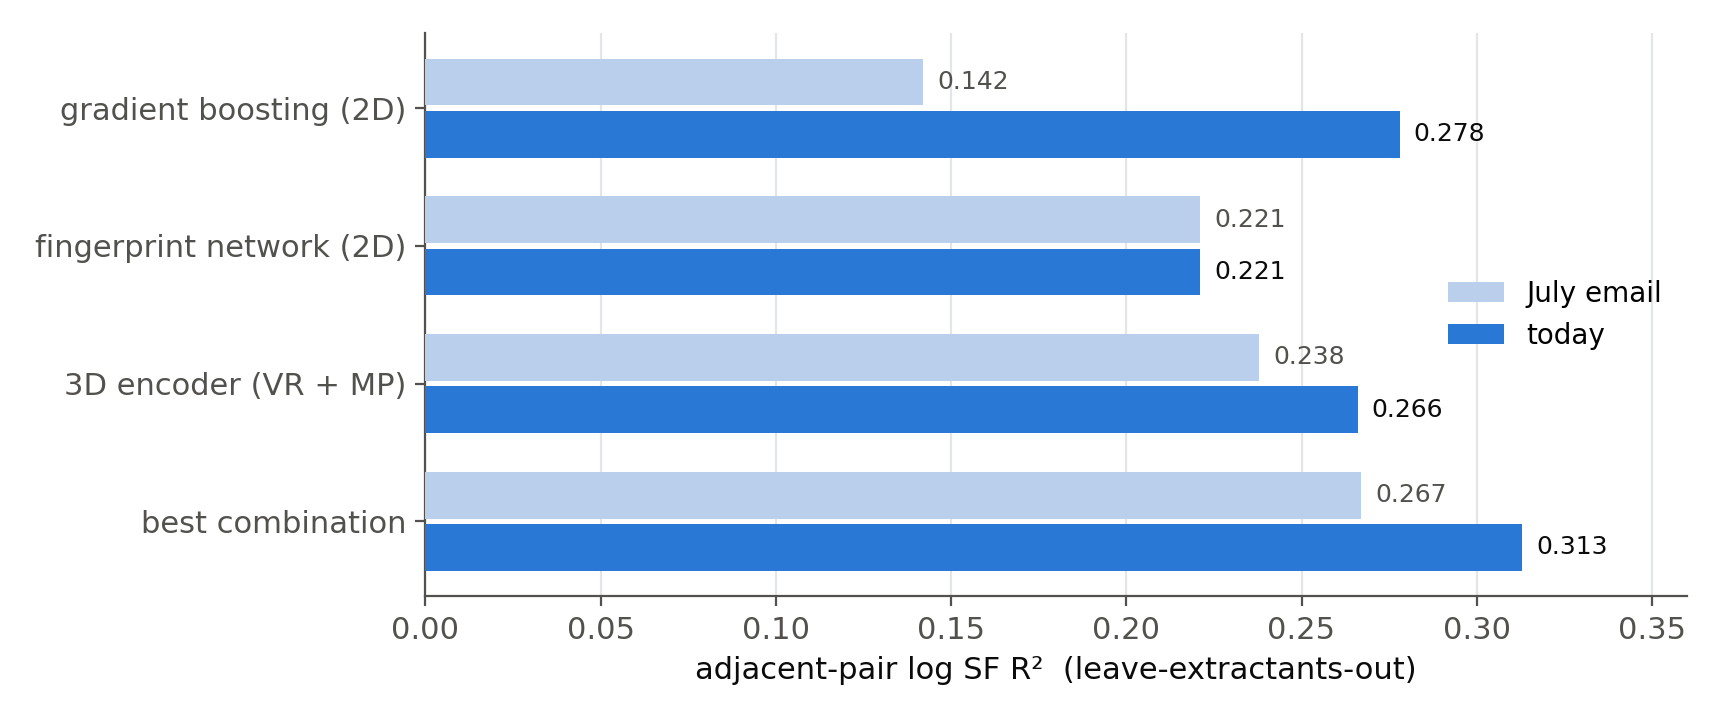 gradient boosting (2D)
0.142
0.278
fingerprint network (2D)
0.221
0.221
July email
today
3D encoder (VR + MP)
0.238
0.266
best combination
0.267
0.313
0.00 0.05 0.10 0.15 0.20 0.25 0.30 0.35
adjacent-pair log SF R² (leave-extractants-out)